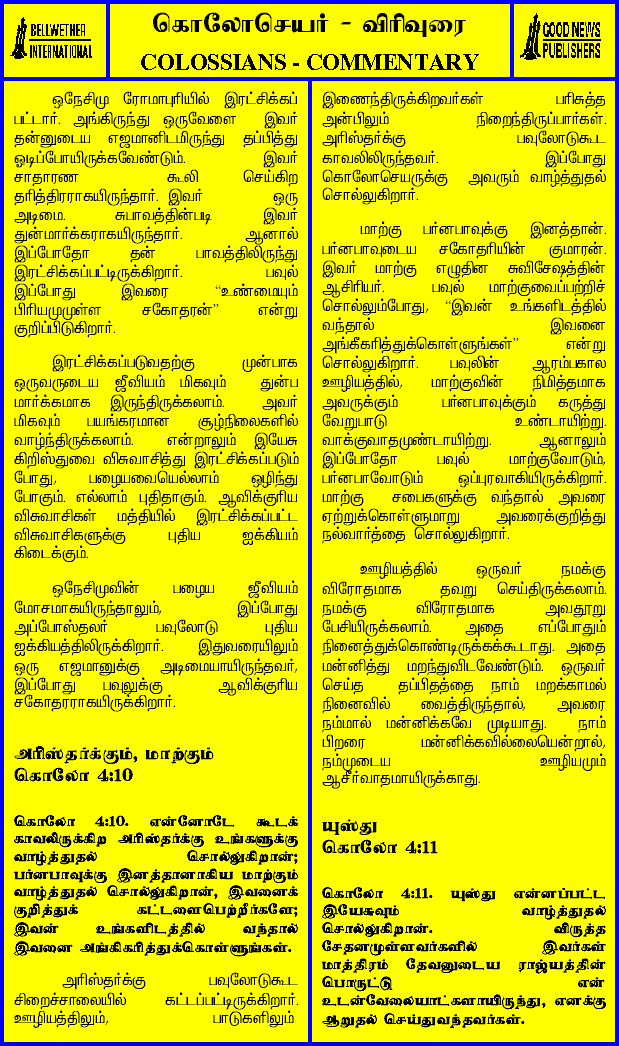 BELLWETHER
INTERNATIONAL
கொலோசெயர் - விரிவுரை
COLOSSIANS - COMMENTARY
GOOD NEWS
PUBLISHERS
ஒநேசிமு ரோமாபுரியில் இரட்சிக்கப்
பட்டார். அங்கிருந்து ஒருவேளை இவர்
தன்னுடைய எஜமானிடமிருந்து தப்பித்து
ஓடிப்போயிருக்கவேண்டும். இவர்
சாதாரண கூலி செய்கிற
தரித்திரராகயிருந்தார். இவர் ஒரு
அடிமை. சுபாவத்தின்படி இவர்
துன்மார்க்கராகயிருந்தார். ஆனால்
இப்போதோ தன் பாவத்திலிருந்து
இரட்சிக்கப்பட்டிருக்கிறார். பவுல்
இப்போது இவரை “உண்மையும்
பிரியமுமுள்ள சகோதரன்” என்று
குறிப்பிடுகிறார்.
இரட்சிக்கப்படுவதற்கு முன்பாக
ஒருவருடைய ஜீவியம் மிகவும் துன்ப
மார்க்கமாக இருந்திருக்கலாம். அவர்
மிகவும் பயங்கரமான சூழ்நிலைகளில்
வாழ்ந்திருக்கலாம். என்றாலும் இயேசு
கிறிஸ்துவை விசுவாசித்து இரட்சிக்கப்படும்
போது, பழையவையெல்லாம் ஒழிந்து
போகும். எல்லாம் புதிதாகும். ஆவிக்குரிய
விசுவாசிகள் மத்தியில் இரட்சிக்கப்பட்ட
விசுவாசிகளுக்கு புதிய ஐக்கியம்
கிடைக்கும்.
ஒநேசிமுவின் பழைய ஜீவியம்
மோசமாகயிருந்தாலும், இப்போது
அப்போஸ்தலர் பவுலோடு புதிய
ஐக்கியத்திலிருக்கிறார். இதுவரையிலும்
ஒரு எஜமானுக்கு அடிமையாயிருந்தவர்,
இப்போது பவுலுக்கு ஆவிக்குரிய
சகோதரராகயிருக்கிறார்.
அரிஸ்தர்க்கும், மாற்கும்
கொலோ 4:10
கொலோ 4:10. என்னோடே கூடக்
காவலிருக்கிற அரிஸ்தர்க்கு உங்களுக்கு
வாழ்த்துதல் சொல்லுகிறான்;
பர்னபாவுக்கு இனத்தானாகிய மாற்கும்
வாழ்த்துதல் சொல்லுகிறான், இவனைக்
குறித்துக் கட்டளைபெற்றீர்களே;
இவன் உங்களிடத்தில் வந்தால்
இவனை அங்கிகரித்துக்கொள்ளுங்கள்.
அரிஸ்தர்க்கு பவுலோடுகூட
சிறைச்சாலையில் கட்டப்பட்டிருக்கிறார்.
ஊழியத்திலும், பாடுகளிலும்
இணைந்திருக்கிறவர்கள் பரிசுத்த
அன்பிலும் நிறைந்திருப்பார்கள்.
அரிஸ்தர்க்கு பவுலோடுகூட
காவலிலிருந்தவர். இப்போது
கொலோசெயருக்கு அவரும் வாழ்த்துதல்
சொல்லுகிறார்.
மாற்கு பர்னபாவுக்கு இனத்தான்.
பர்னபாவுடைய சகோதரியின் குமாரன்.
இவர் மாற்கு எழுதின சுவிசேஷத்தின்
ஆசிரியர். பவுல் மாற்குவைப்பற்றிச்
சொல்லும்போது, “இவன் உங்களிடத்தில்
வந்தால் இவனை
அங்கீகரித்துக்கொள்ளுங்கள்” என்று
சொல்லுகிறார். பவுலின் ஆரம்பகால
ஊழியத்தில், மாற்குவின் நிமித்தமாக
அவருக்கும் பர்னபாவுக்கும் கருத்து
வேறுபாடு உண்டாயிற்று.
வாக்குவாதமுண்டாயிற்று. ஆனாலும்
இப்போதோ பவுல் மாற்குவோடும்,
பர்னபாவோடும் ஒப்புரவாகியிருக்கிறார்.
மாற்கு சபைகளுக்கு வந்தால் அவரை
ஏற்றுக்கொள்ளுமாறு அவரைக்குறித்து
நல்வார்த்தை சொல்லுகிறார்.
ஊழியத்தில் ஒருவர் நமக்கு
விரோதமாக தவறு செய்திருக்கலாம்.
நமக்கு விரோதமாக அவதூறு
பேசியிருக்கலாம். அதை எப்போதும்
நினைத்துக்கொண்டிருக்கக்கூடாது. அதை
மன்னித்து மறந்துவிடவேண்டும். ஒருவர்
செய்த தப்பிதத்தை நாம் மறக்காமல்
நினைவில் வைத்திருந்தால், அவரை
நம்மால் மன்னிக்கவே முடியாது. நாம்
பிறரை மன்னிக்கவில்லையென்றால்,
நம்முடைய ஊழியமும்
ஆசீர்வாதமாயிருக்காது.
யுஸ்து
கொலோ 4:11
கொலோ 4:11. யுஸ்து என்னப்பட்ட
இயேசுவும் வாழ்த்துதல்
சொல்லுகிறான். விருத்த
சேதனமுள்ளவர்களில் இவர்கள்
மாத்திரம் தேவனுடைய ராஜ்யத்தின்
பொருட்டு என்
உடன்வேலையாட்களாயிருந்து, எனக்கு
ஆறுதல் செய்துவந்தவர்கள்.